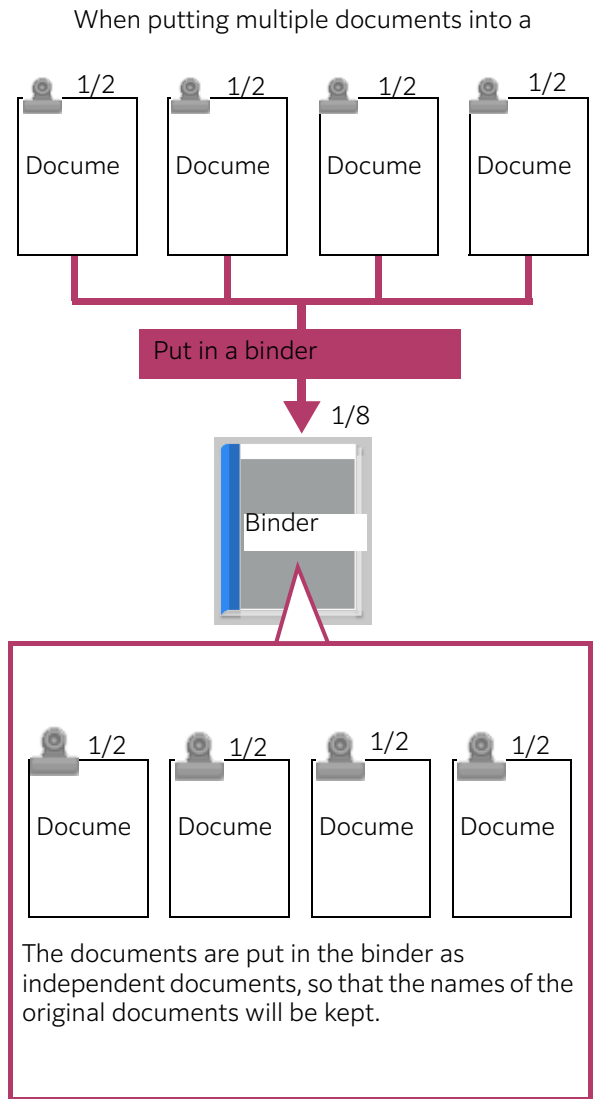 When putting multiple documents into a
1/2 1/2 1/2 1/2
Docume Docume Docume Docume
Put in a binder
1/8
Binder
1/2 1/2 1/2 1/2
Docume Docume Docume Docume
The documents are put in the binder as
independent documents, so that the names of the
original documents will be kept.